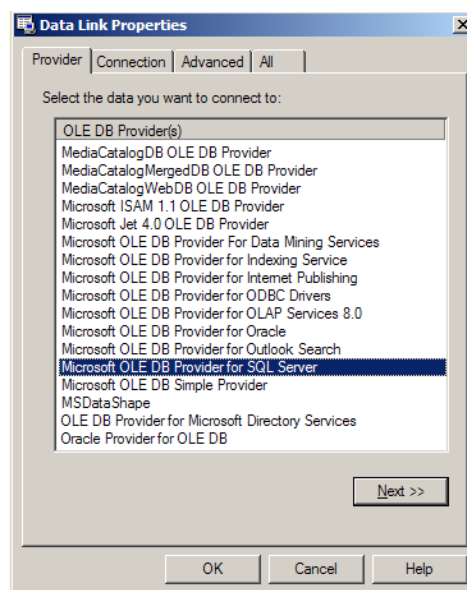 Data Link Properties
Provider Connection Advanced All
Select the data you want to connect to:
OLE DB Provider(s)
MediaCatalogDB OLE DB Provider
MediaCatalogMergedDB OLE DB Provider
MediaCatalogWebDB OLE DB Provider
Microsoft ISAM 1.1 OLE DB Provider
Microsoft Jet 4.0 OLE DB Provider
Microsoft OLE DB Provider For Data Mining Services
Microsoft OLE DB Provider for Indexing Service
Microsoft OLE DB Provider for Internet Publishing
Microsoft OLE DB Provider for ODBC Drivers
Microsoft OLE DB Provider for OLAP Services 8.0
Microsoft OLE DB Provider for Oracle
Microsoft OLE DB Provider for Outlook Search
Microsoft OLE DB Provider for SQL Server
Microsoft OLE DB Simple Provider
MSDataShape
OLE DB Provider for Microsoft Directory Services
Oracle Provider for OLE DB
Next >>
OK Cancel Help